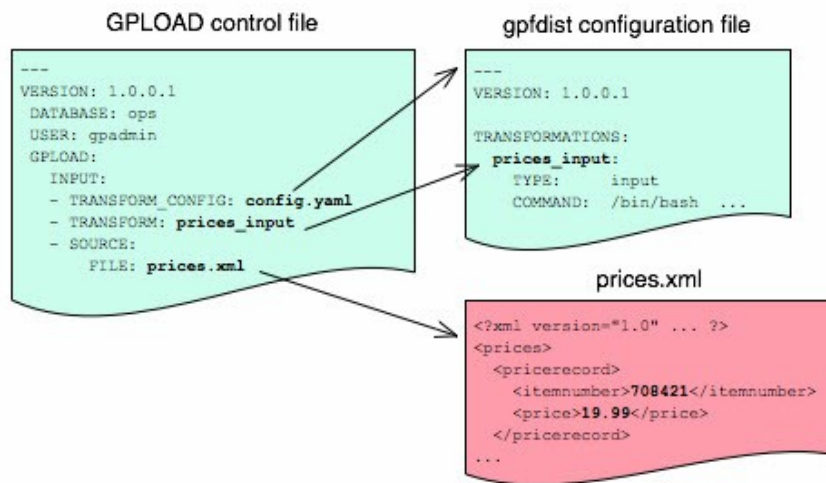 GPLOAD control file
---
VERSION: 1.0.0.1
DATABASE: ops
USER: gpadmin
GPLOAD:
INPUT:
- TRANSFORM_CONFIG: config.yaml
- TRANSFORM: prices_input
- SOURCE:
FILE: prices.xml
gpfdist configuration file
---
VERSION: 1.0.0.1
TRANSFORMATIONS:
prices_input:
TYPE: input
COMMAND: /bin/bash ...
prices.xml
<?xml version="1.0" ... ?>
<prices>
<pricerecord>
<itemnumber>708421</itemnumber>
<price>19.99</price>
</pricerecord>
...